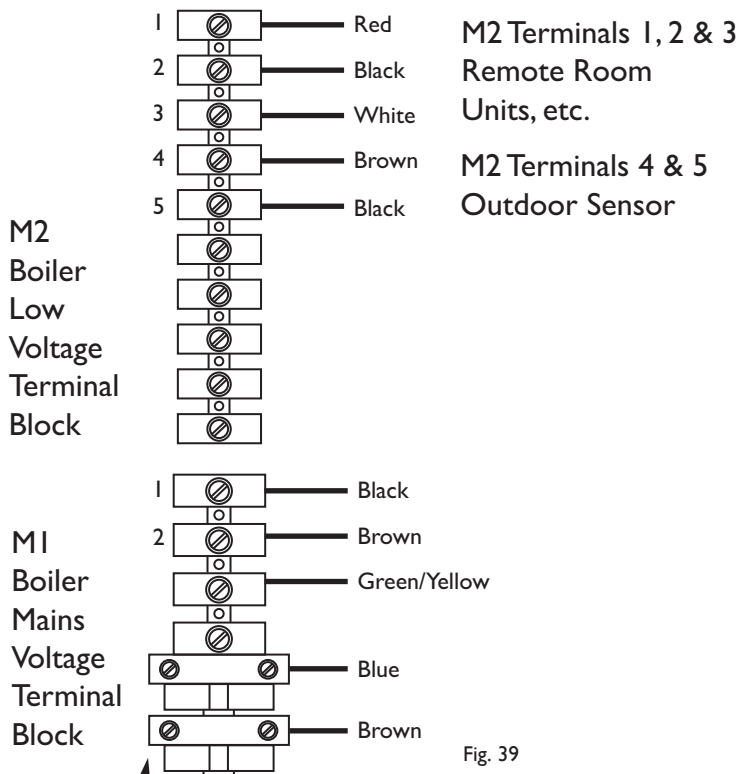 1 Red
2 Black
3 White
4 Brown
5 Black
M2 Terminals 1, 2 & 3
Remote Room
Units, etc.
M2 Terminals 4 & 5
Outdoor Sensor
M2
Boiler
Low
Voltage
Terminal
Block
1 Black
2 Brown
Green/Yellow
Blue
Brown
M1
Boiler
Mains
Voltage
Terminal
Block
Fig. 39